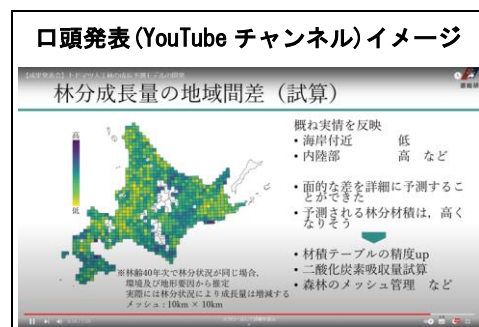 口頭発表(YouTube チャンネル)イメージ
林分成長量の地域間差（試算）
高
低
※林齢40年次で林分状況が同じ場合、
環境及び地形要因から推定
実際には林分状況により成長量は増減する
メッシュ：10km × 10km
概ね実情を反映
・海岸付近　　低
・内陸部　　　高　など
・面的な差を詳細に予測するこ
とができた
・予測される林分材積は，高く
なりそう
・材積テーブルの精度up
・二酸化炭素吸収量試算
・森林のメッシュ管理　など